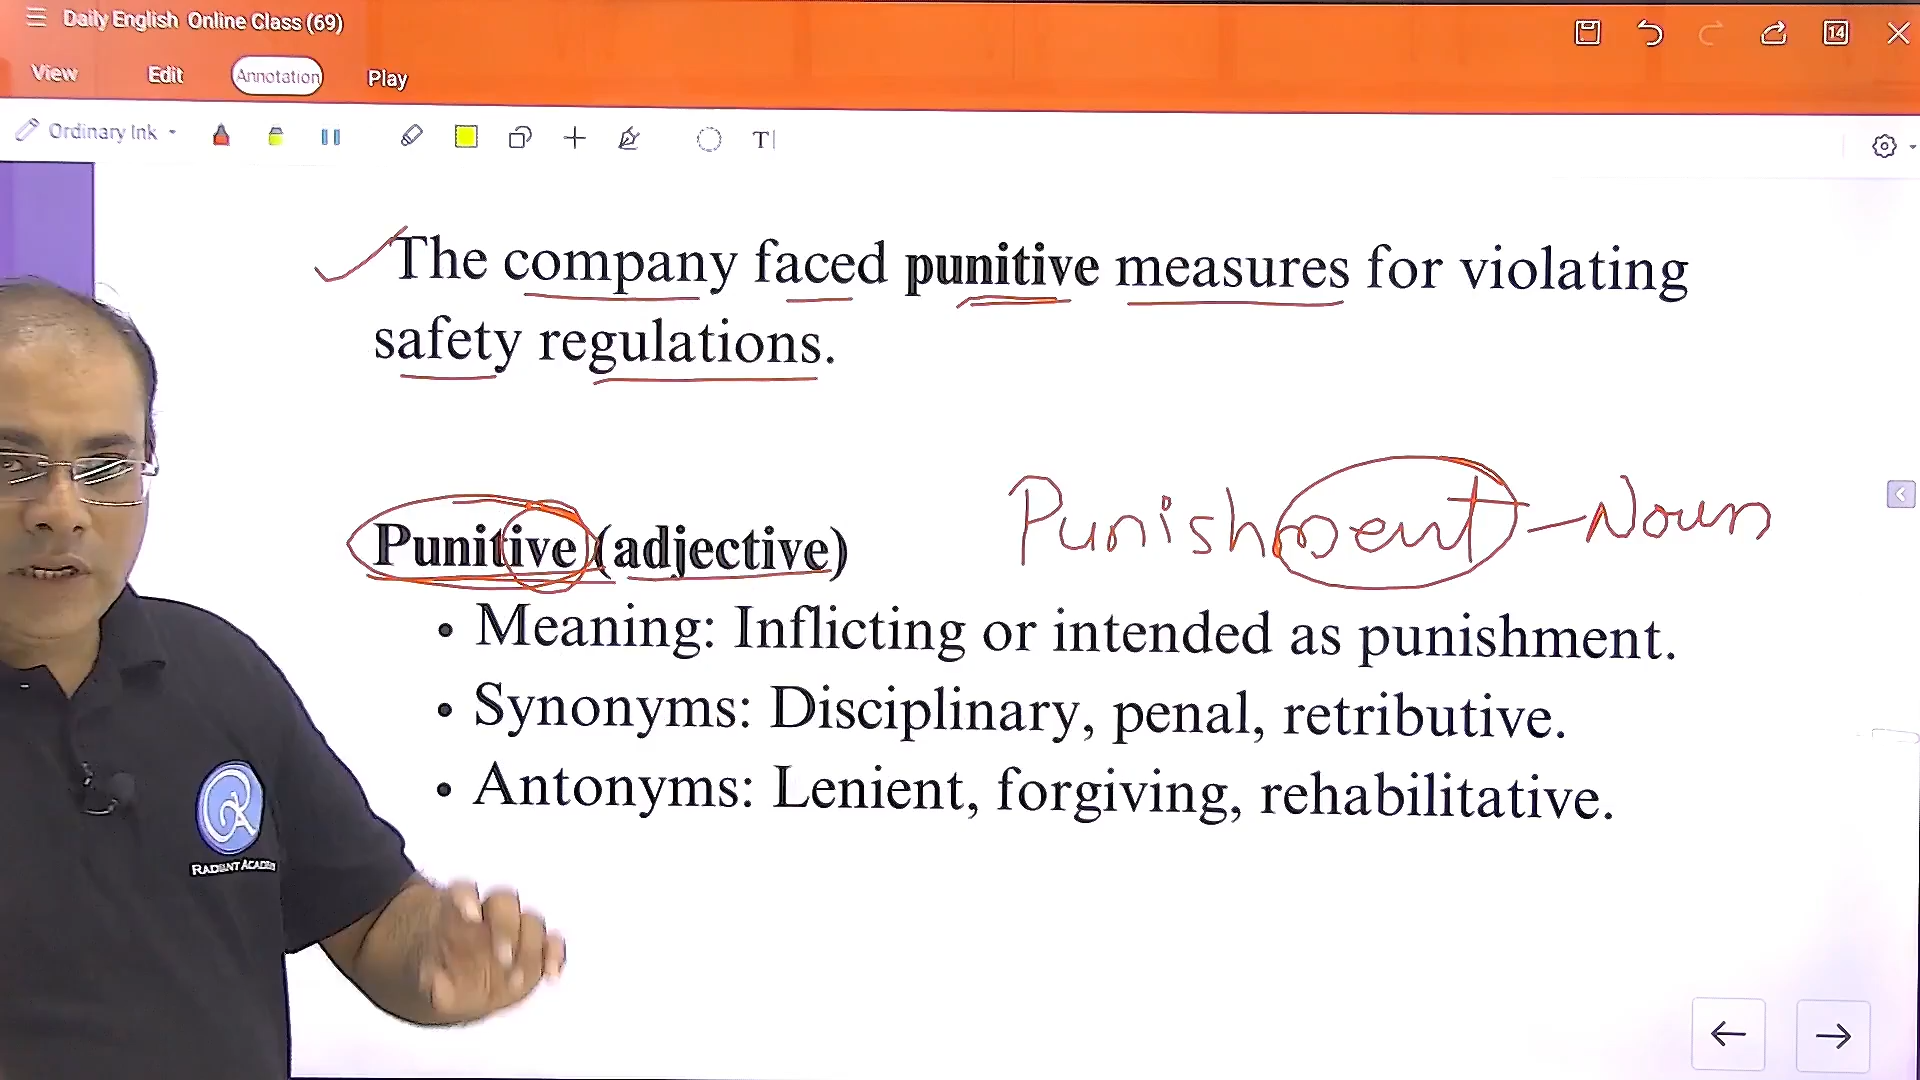 Daily English Online Class (69)
14
View Edit Annotation Play
Ordinary Ink
T
The company faced punitive measures for violating
safety regulations.
Punishment - Noun
Punitive (adjective)
• Meaning: Inflicting or intended as punishment.
• Synonyms: Disciplinary, penal, retributive.
• Antonyms: Lenient, forgiving, rehabilitative.
RADIANT ACADEMY